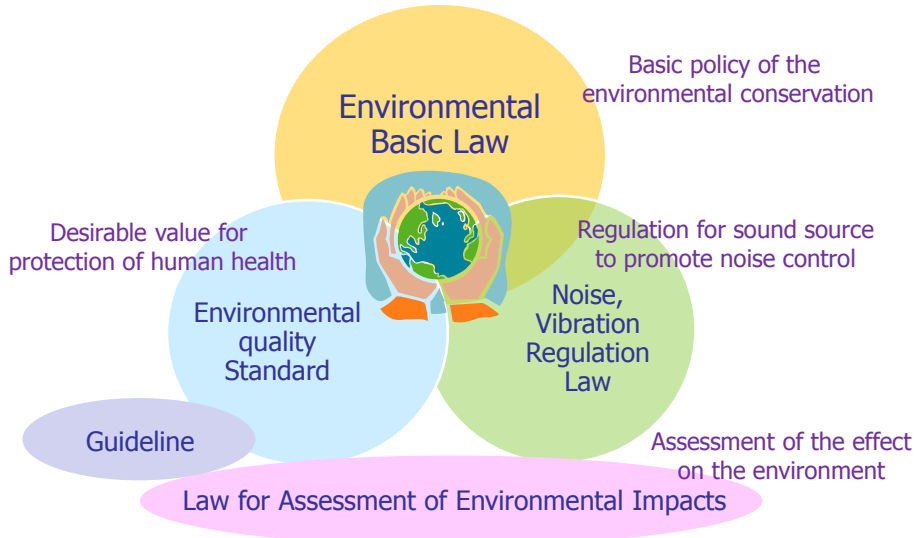 Basic policy of the
environmental conservation
Environmental
Basic Law
Desirable value for
protection of human health
Regulation for sound source
to promote noise control
Environmental
quality
Standard
Noise,
Vibration
Regulation
Law
Guideline
Assessment of the effect
on the environment
Law for Assessment of Environmental Impacts